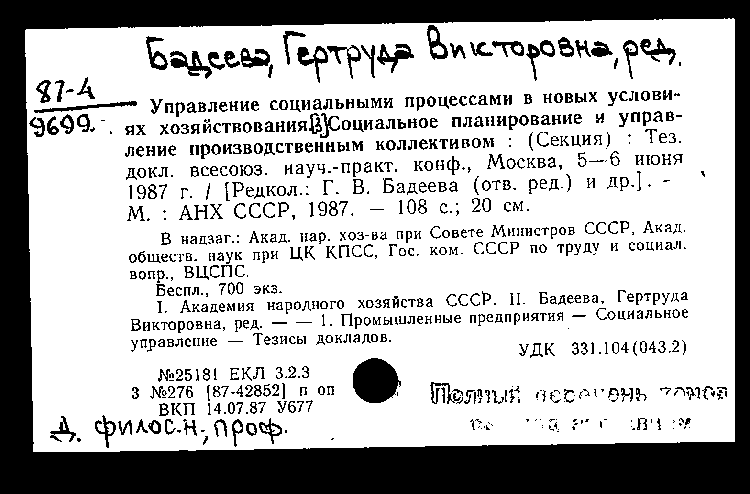 Бадеева, Гертруда Викторовна, ред.
87-4
9699.
Управление социальными процессами в новых услови-
ях хозяйствования. [3] Социальное планирование и управ-
ление производственным коллективом : (Секция) : Тез.
докл. всесоюз. науч.-практ. конф., Москва, 5—6 июня
1987 г. / [Редкол.: Г. В. Бадеева (отв. ред.) и др.]. -
М. : АНХ СССР, 1987. — 108 с.; 20 см.
В надзаг.: Акад. нар. хоз-ва при Совете Министров СССР, Акад.
обществ. наук при ЦК КПСС, Гос. ком. СССР по труду и социал.
вопр., ВЦСПС.
Беспл., 700 экз.
I. Академия народного хозяйства СССР. II. Бадеева, Гертруда
Викторовна, ред. — — 1. Промышленные предприятия — Социальное
управление — Тезисы докладов.
УДК 331.104(043.2)
№25181 ЕКЛ 3.2.3
3 №276 [87-42852] п оп
ВКП 14.07.87 У677
Полный перечень томов
Д. филос.н., проф.